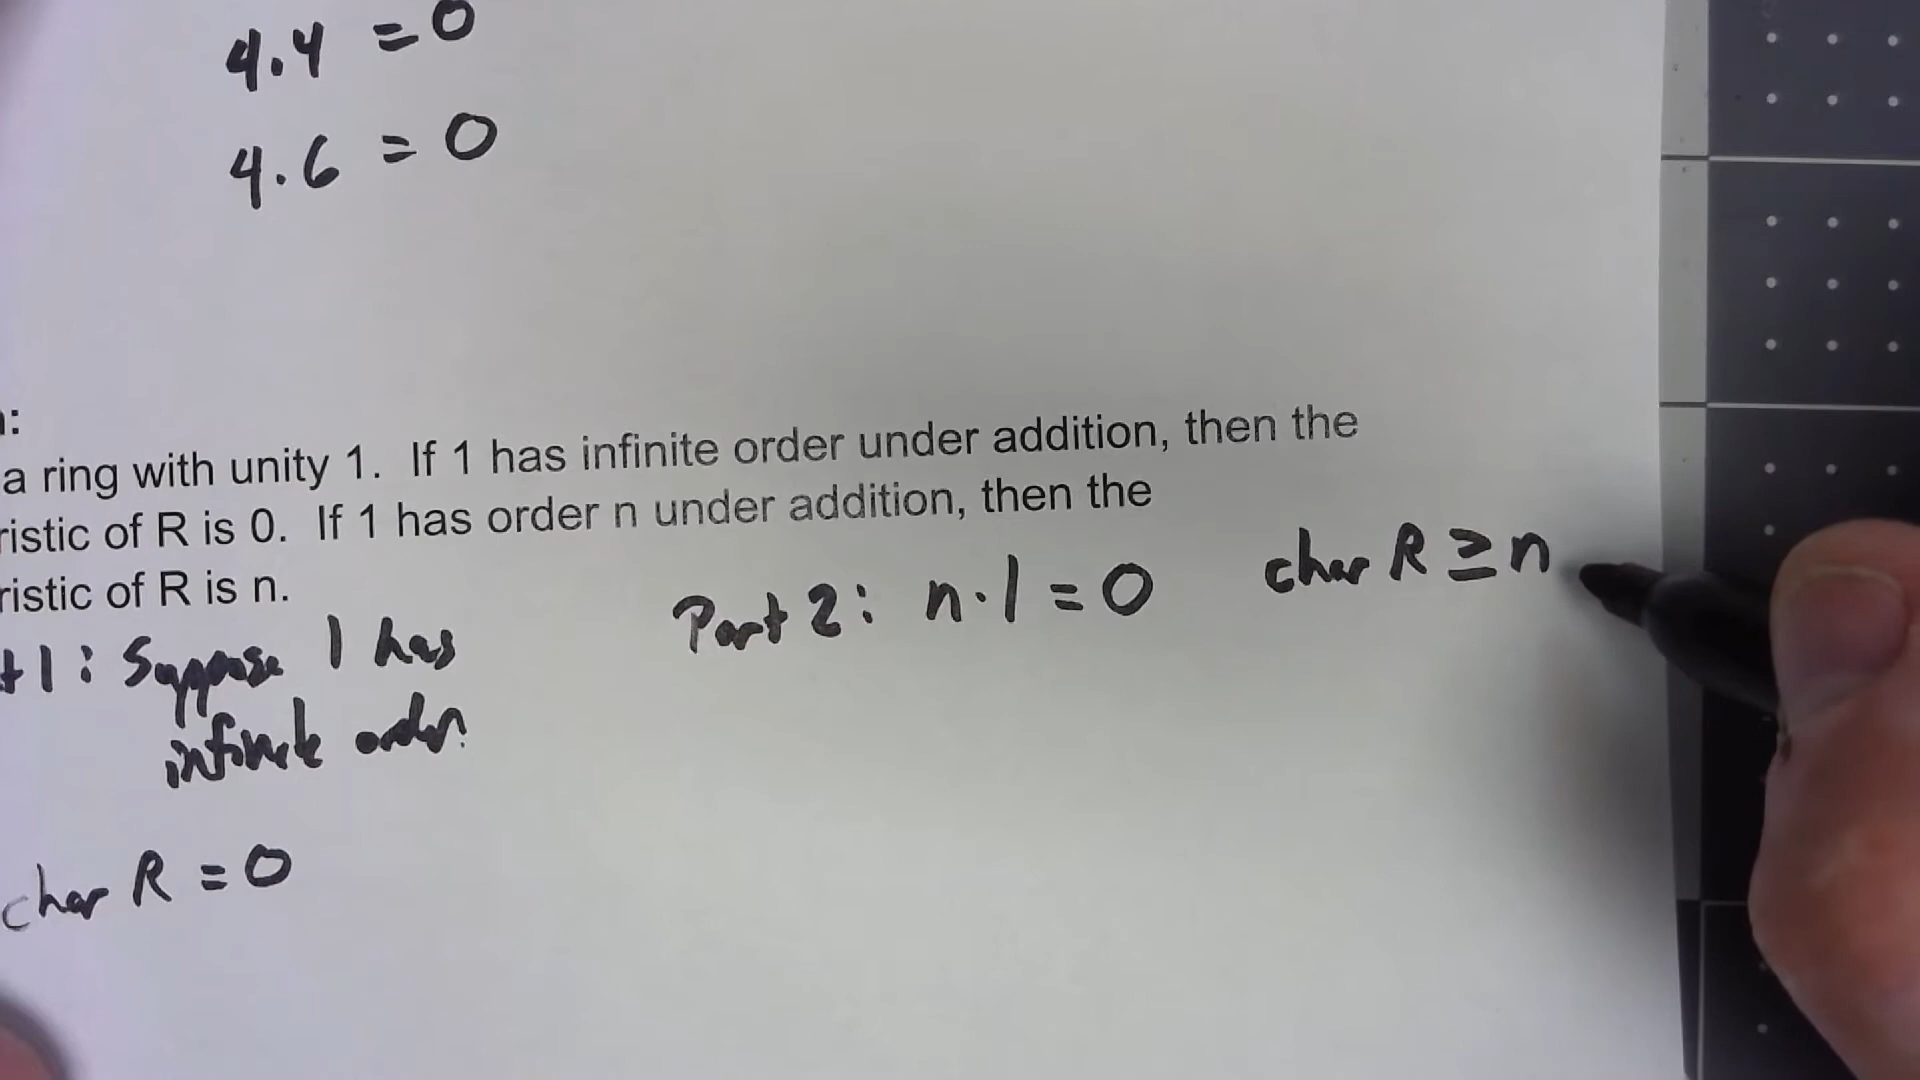 4.4 = 0
4.6 = 0
:
a ring with unity 1. If 1 has infinite order under addition, then the
ristic of R is 0. If 1 has order n under addition, then the
ristic of R is n.
Part 2: n·1 = 0 char R ≥ n
t 1: Suppose 1 has
infinite order.
char R = 0